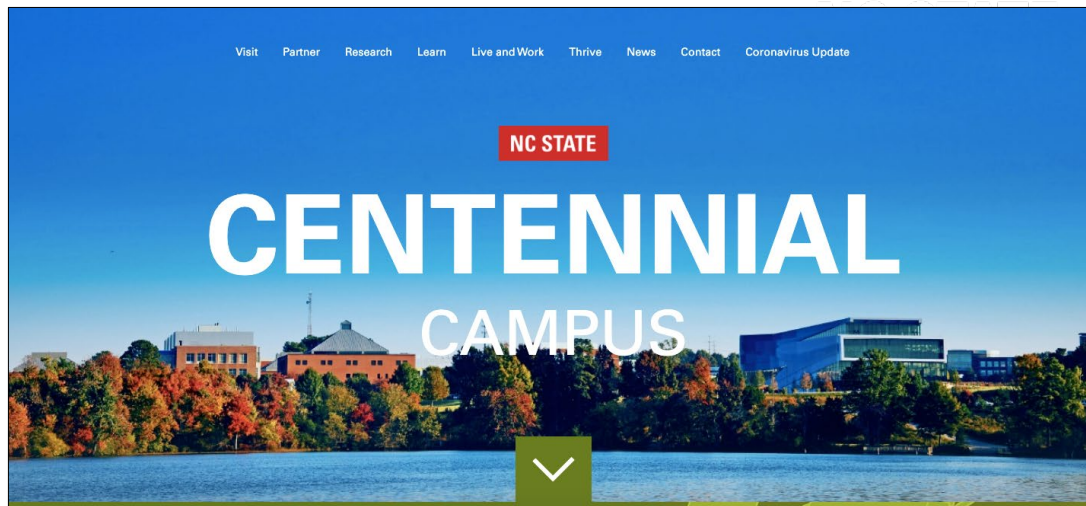 Visit Partner Research Learn Live and Work Thrive News Contact Coronavirus Update
NC STATE
CENTENNIAL
CAMPUS